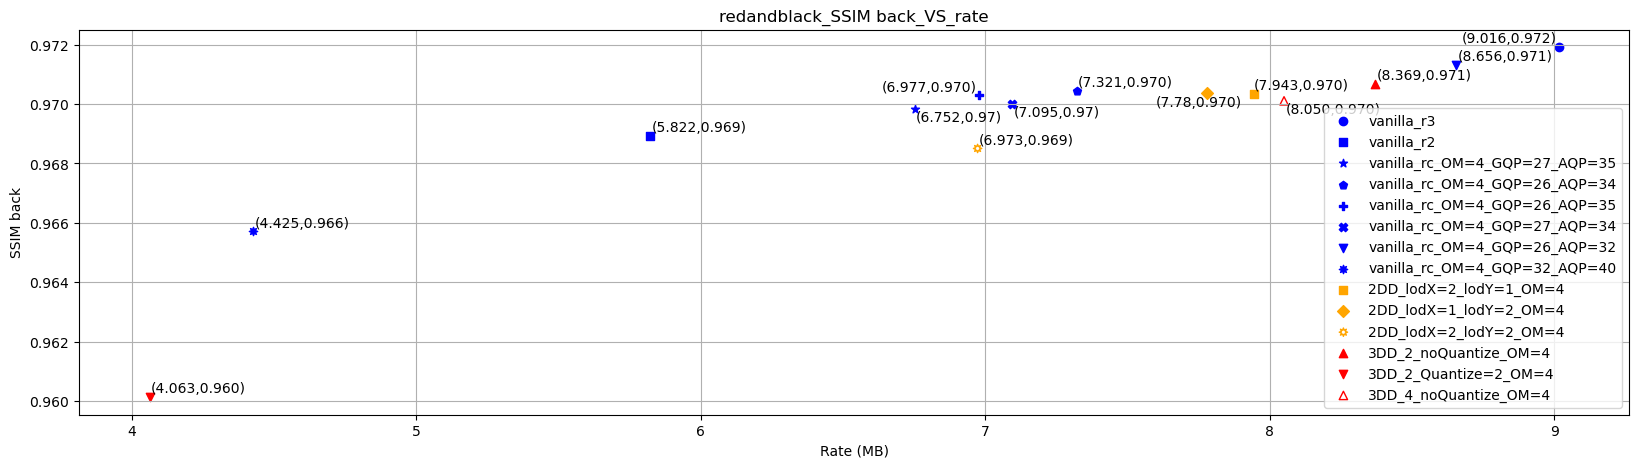 redandblack_SSIM back_VS_rate
SSIM back
0.972
0.970
0.968
0.966
0.964
0.962
0.960
(9.016,0.972)
(8.656,0.971)
(8.369,0.971)
(6.977,0.970)
(7.321,0.970)
(7.943,0.970)
(7.78,0.970)
(8.050,0.970)
(6.752,0.97)
(7.095,0.97)
(5.822,0.969)
(6.973,0.969)
(4.425,0.966)
(4.063,0.960)
vanilla_r3
vanilla_r2
vanilla_rc_OM=4_GQP=27_AQP=35
vanilla_rc_OM=4_GQP=26_AQP=34
vanilla_rc_OM=4_GQP=26_AQP=35
vanilla_rc_OM=4_GQP=27_AQP=34
vanilla_rc_OM=4_GQP=26_AQP=32
vanilla_rc_OM=4_GQP=32_AQP=40
2DD_lodX=2_lodY=1_OM=4
2DD_lodX=1_lodY=2_OM=4
2DD_lodX=2_lodY=2_OM=4
3DD_2_noQuantize_OM=4
3DD_2_Quantize=2_OM=4
3DD_4_noQuantize_OM=4
4 5 6 7 8 9
Rate (MB)